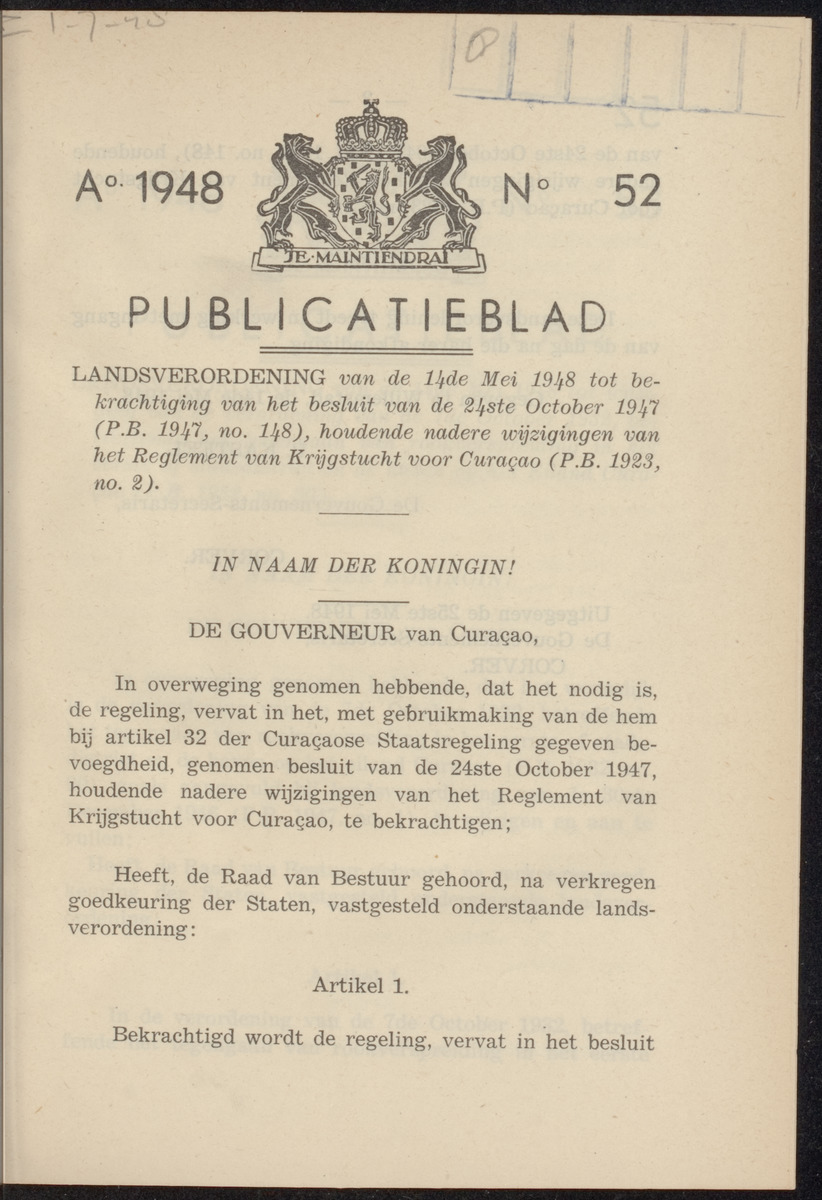 1-7-48
8
Aº. 1948
Nº 52
JE·MAINTIENDRAI
PUBLICATIEBLAD
LANDSVERORDENING van de 14de Mei 1948 tot be-
krachtiging van het besluit van de 24ste October 1947
(P.B. 1947, no. 148), houdende nadere wijzigingen van
het Reglement van Krijgstucht voor Curaçao (P.B. 1923,
no. 2).
IN NAAM DER KONINGIN!
DE GOUVERNEUR van Curaçao,
In overweging genomen hebbende, dat het nodig is,
de regeling, vervat in het, met gebruikmaking van de hem
bij artikel 32 der Curaçaose Staatsregeling gegeven be-
voegdheid, genomen besluit van de 24ste October 1947,
houdende nadere wijzigingen van het Reglement van
Krijgstucht voor Curaçao, te bekrachtigen;
Heeft, de Raad van Bestuur gehoord, na verkregen
goedkeuring der Staten, vastgesteld onderstaande lands-
verordening:
Artikel 1.
Bekrachtigd wordt de regeling, vervat in het besluit